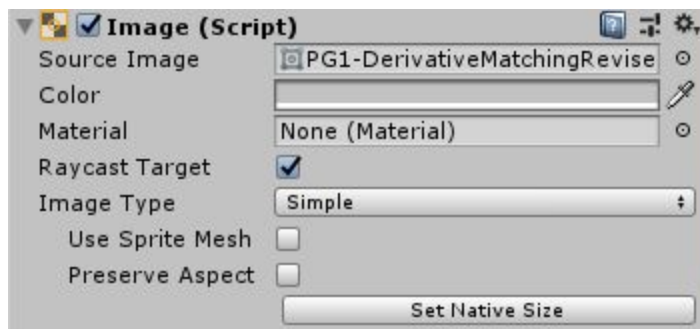 Image (Script)
Source Image PG1-DerivativeMatchingRevise
Color
Material None (Material)
Raycast Target
Image Type Simple
Use Sprite Mesh
Preserve Aspect
Set Native Size